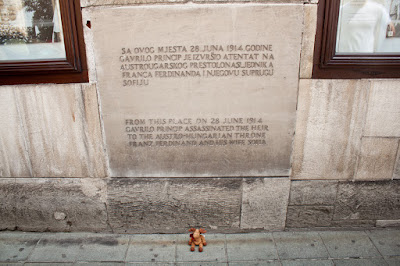 SA OVOG MJESTA 28. JUNA 1914. GODINE
GAVRILO PRINCIP JE IZVRŠIO ATENTAT NA
AUSTROUGARSKOG PRESTOLONASLJEDNIKA
FRANCA FERDINANDA I NJEGOVU SUPRUGU
SOFIJU
FROM THIS PLACE ON 28 JUNE 1914
GAVRILO PRINCIP ASSASSINATED THE HEIR
TO THE AUSTRO-HUNGARIAN THRONE
FRANZ FERDINAND AND HIS WIFE SOFIA